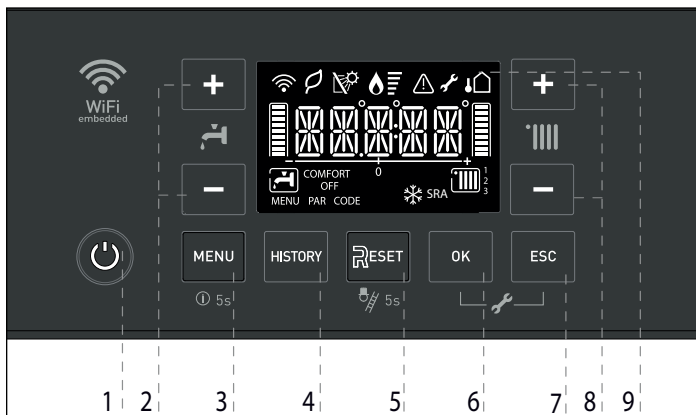 WiFi
embedded
+
+
-
0
+
COMFORT
OFF
MENU PAR CODE
SRA
1
2
3
-
-
MENU
HISTORY
RESET
OK
ESC
i 5s
5s
1 2 3 4 5 6 7 8 9